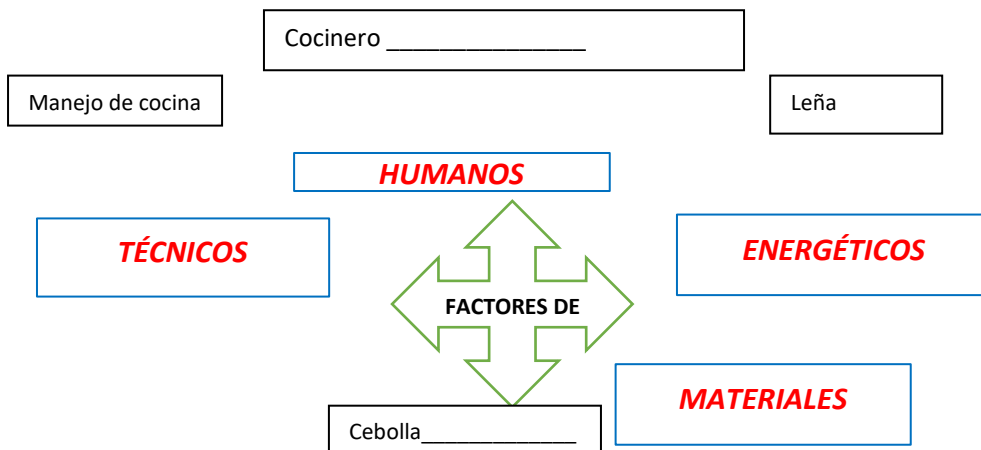 Cocinero _______________
Manejo de cocina
Leña
HUMANOS
TÉCNICOS
ENERGÉTICOS
FACTORES DE
MATERIALES
Cebolla_____________